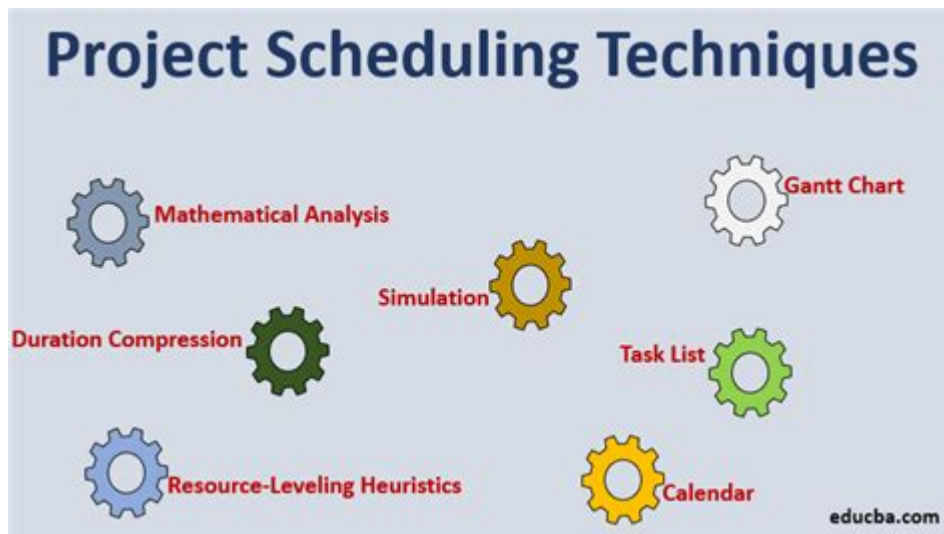 Project Scheduling Techniques
Gantt Chart
Mathematical Analysis
Simulation
Duration Compression
Task List
Resource-Leveling Heuristics
Calendar
educba.com